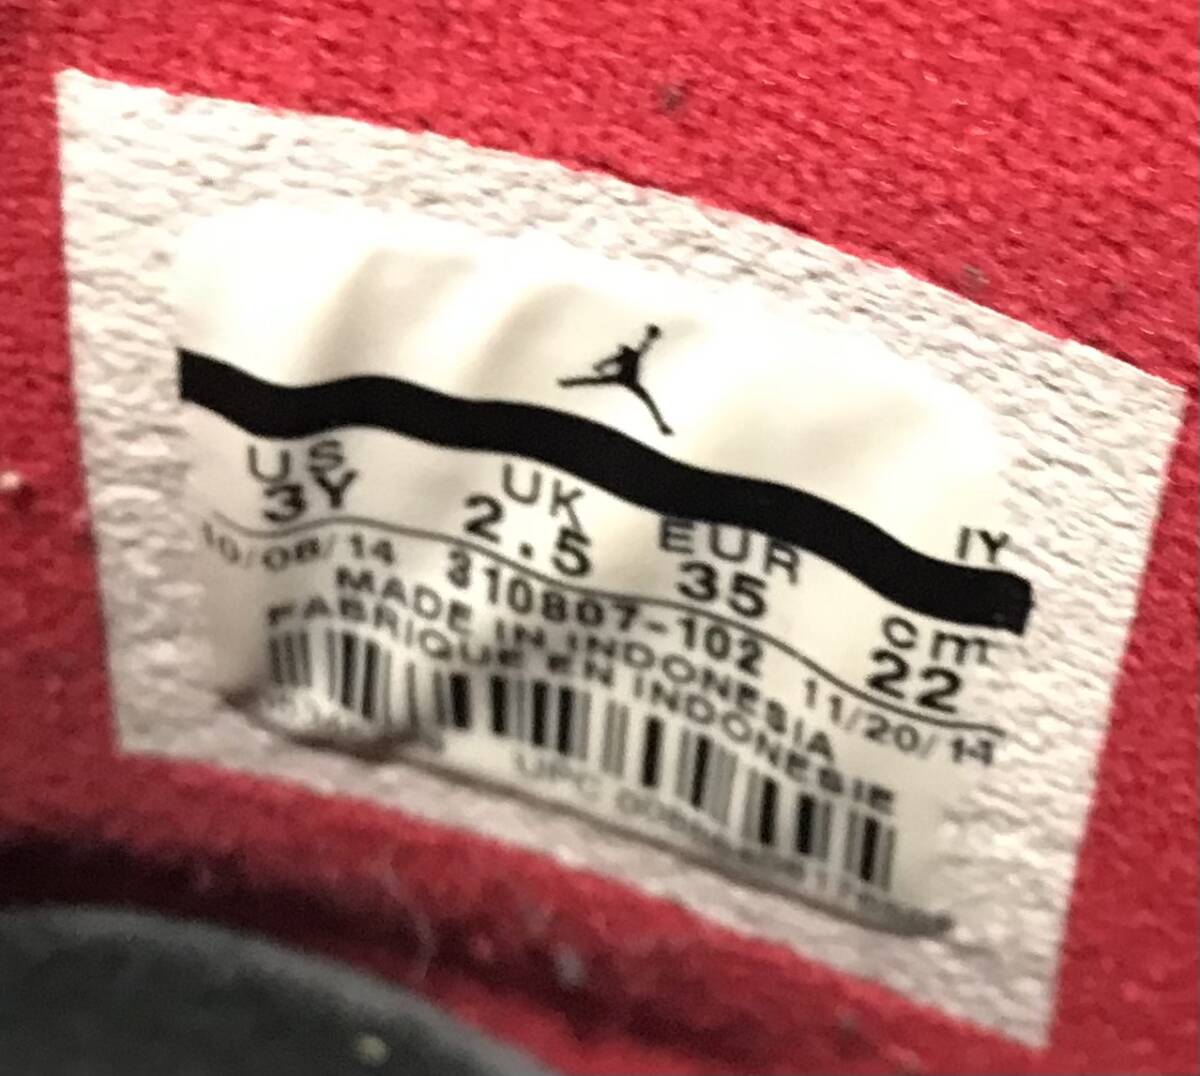 IY
US UK EUR cm
3Y 2.5 35 22
10/08/14 310807-102 11/20/14
MADE IN INDONESIA
FABRIQUE EN INDONESIE
UPC